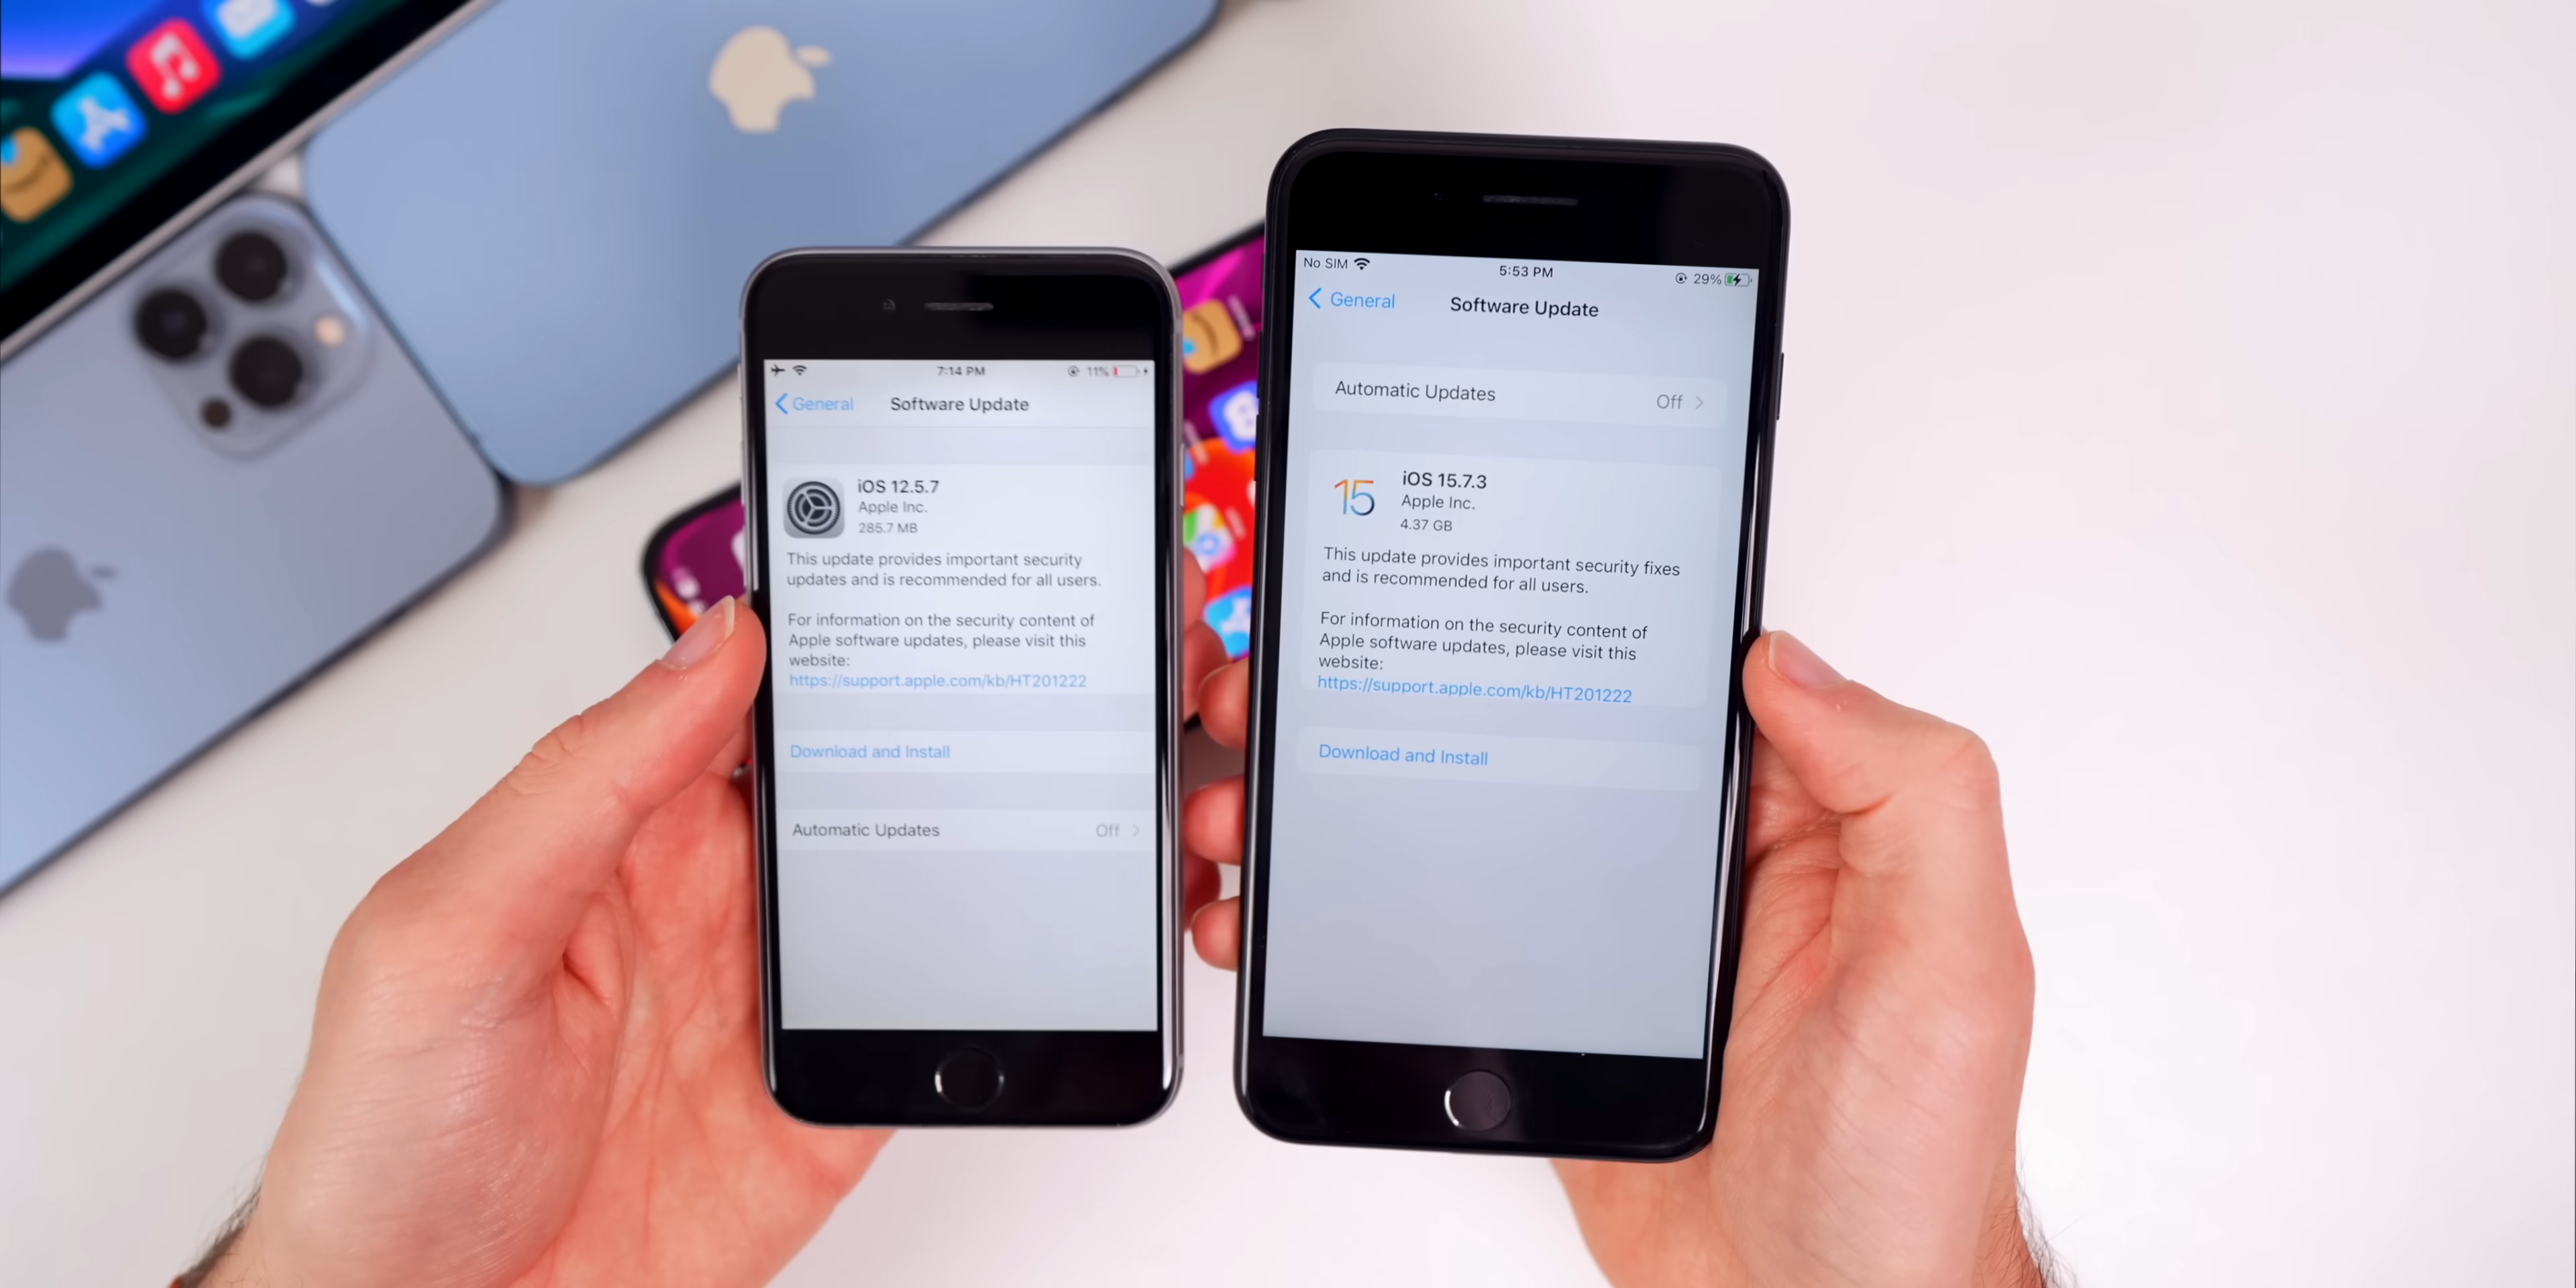 7:14 PM
11%
General
Software Update
iOS 12.5.7
Apple Inc.
285.7 MB
This update provides important security
updates and is recommended for all users.
For information on the security content of
Apple software updates, please visit this
website:
https://support.apple.com/kb/HT201222
Download and Install
Automatic Updates
Off
No SIM
5:53 PM
29%
General
Software Update
Automatic Updates
Off
15
iOS 15.7.3
Apple Inc.
4.37 GB
This update provides important security fixes
and is recommended for all users.
For information on the security content of
Apple software updates, please visit this
website:
https://support.apple.com/kb/HT201222
Download and Install